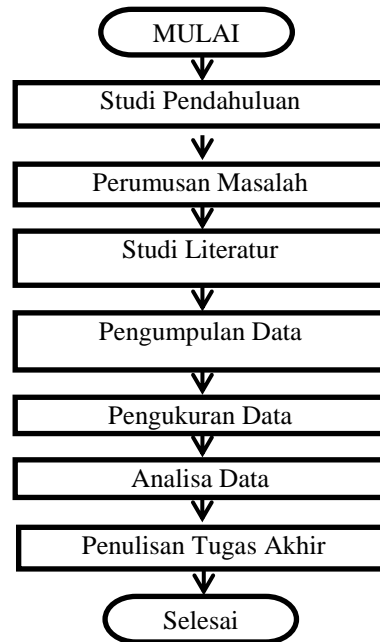 MULAI
Studi Pendahuluan
Perumusan Masalah
Studi Literatur
Pengumpulan Data
Pengukuran Data
Analisa Data
Penulisan Tugas Akhir
Selesai